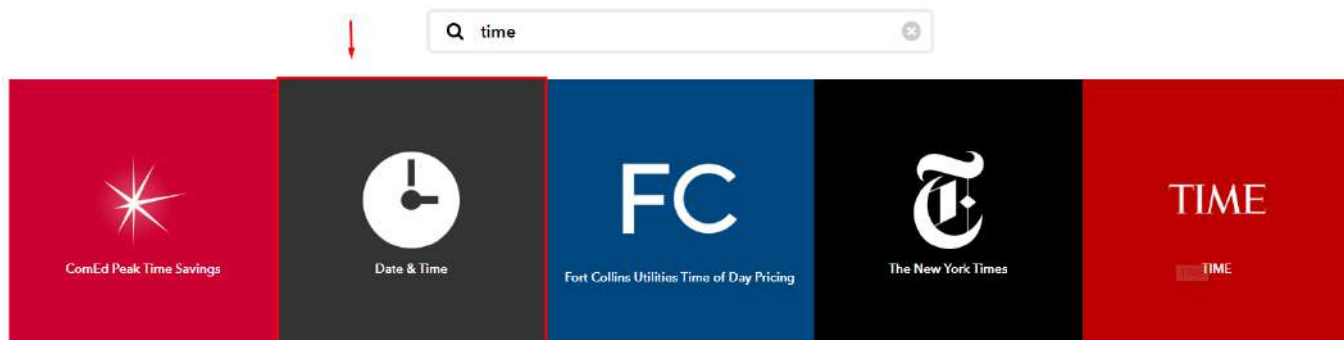 time
FC
TIME
ComEd Peak Time Savings
Date & Time
Fort Collins Utilities Time of Day Pricing
The New York Times
TIME